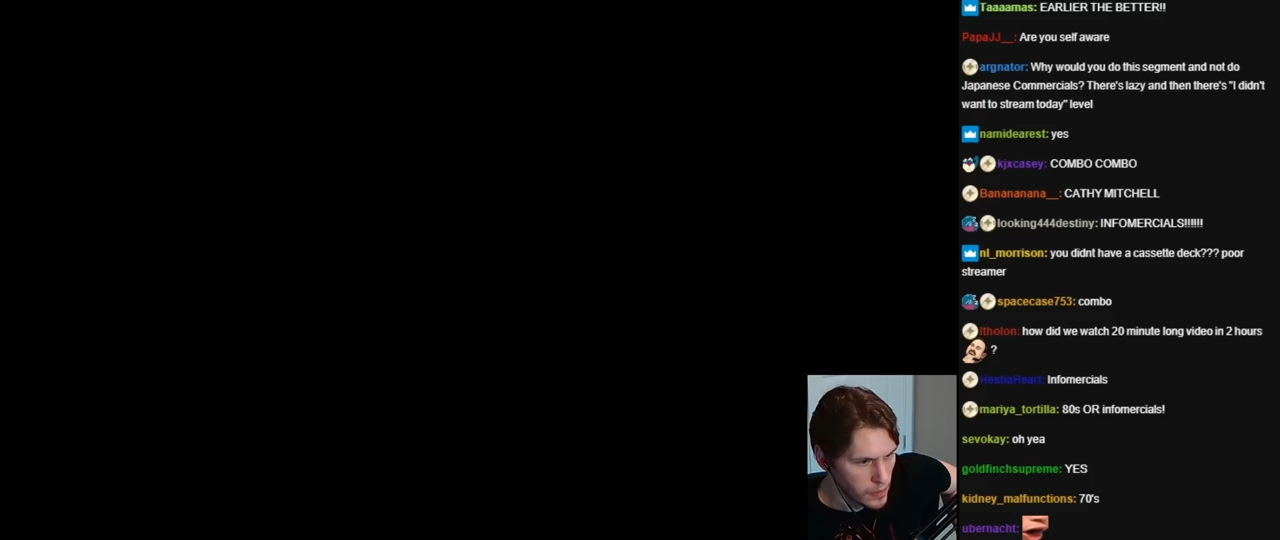 Taaaamas: EARLIER THE BETTER!!
PapaJJ__: Are you self aware
argnator: Why would you do this segment and not do
Japanese Commercials? There's lazy and then there's "I didn't
want to stream today" level
namidearest: yes
kjxcasey: COMBO COMBO
Banananana__: CATHY MITCHELL
looking444destiny: INFOMERCIALS!!!!!!
nl_morrison: you didnt have a cassette deck??? poor
streamer
spacecase753: combo
Itholon: how did we watch 20 minute long video in 2 hours
?
HestiaHeart: Infomercials
mariya_tortilla: 80s OR infomercials!
sevokay: oh yea
goldfinchsupreme: YES
kidney_malfunctions: 70's
ubernacht: